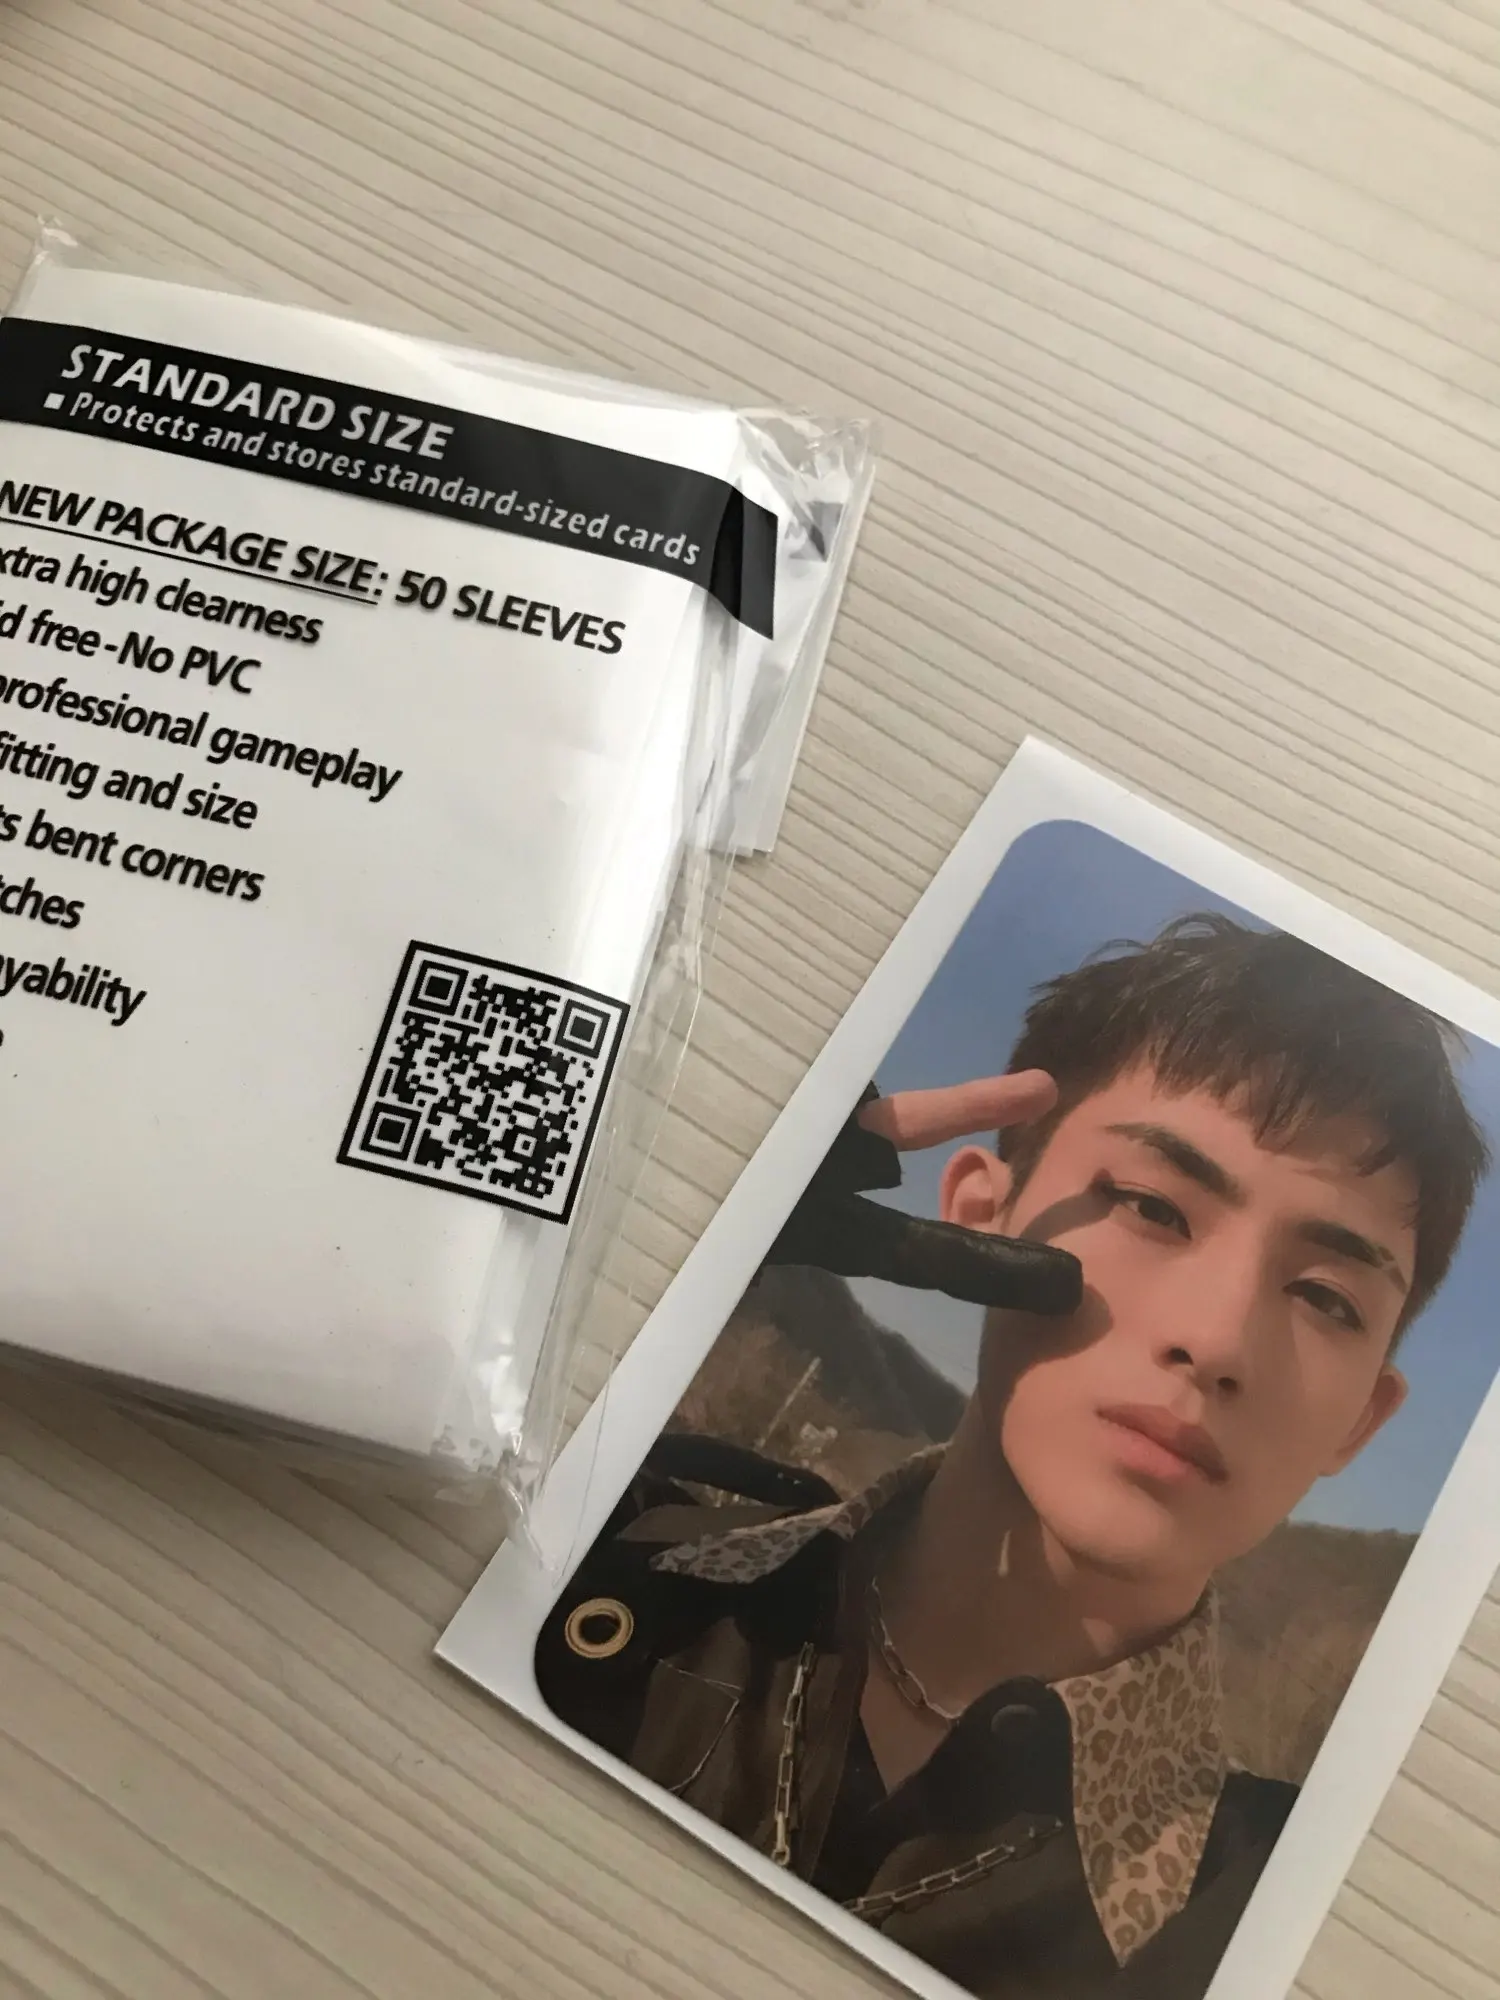 STANDARD SIZE
▪ Protects and stores standard-sized cards
NEW PACKAGE SIZE: 50 SLEEVES
xtra high clearness
d free-No PVC
professional gameplay
fitting and size
ts bent corners
tches
yability